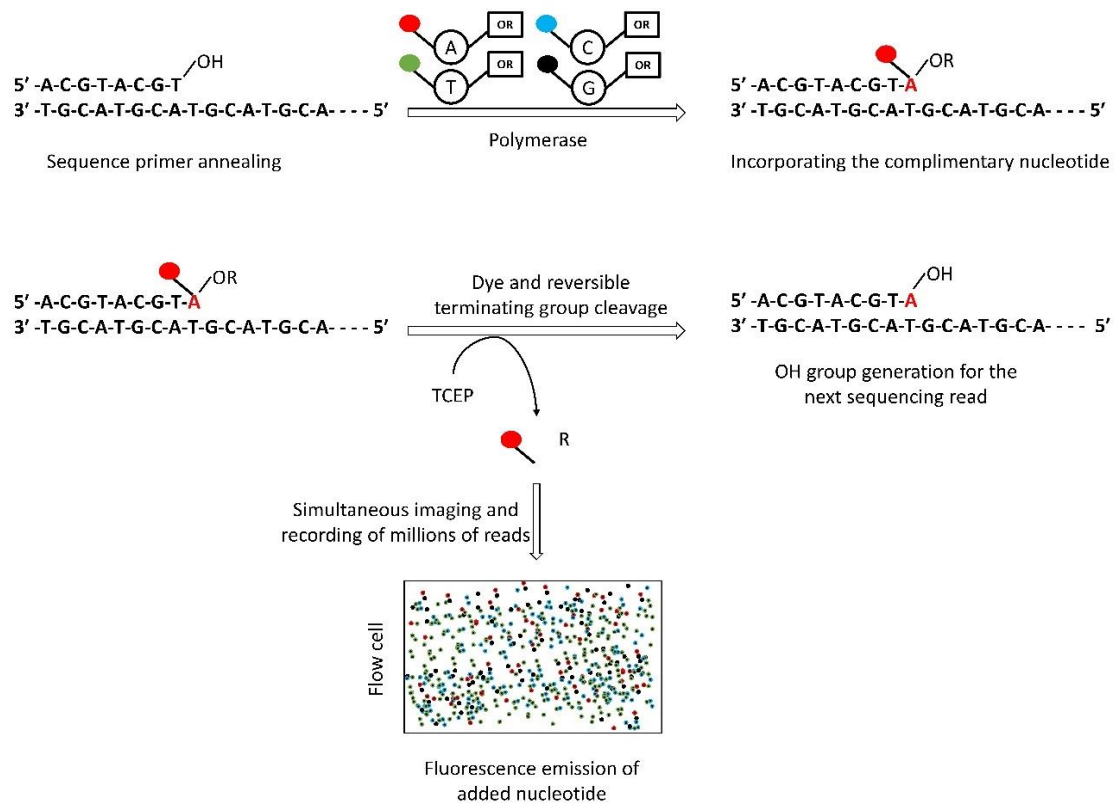 A OR
C OR
T OR
G OR
OH
5’ -A-C-G-T-A-C-G-T
3’ -T-G-C-A-T-G-C-A-T-G-C-A-T-G-C-A---- 5’
Sequence primer annealing
Polymerase
OR
5’ -A-C-G-T-A-C-G-T-A
3’ -T-G-C-A-T-G-C-A-T-G-C-A-T-G-C-A---- 5’
Incorporating the complimentary nucleotide
OR
5’ -A-C-G-T-A-C-G-T-A
3’ -T-G-C-A-T-G-C-A-T-G-C-A-T-G-C-A---- 5’
Dye and reversible
terminating group cleavage
TCEP
R
OH
5’ -A-C-G-T-A-C-G-T-A
3’ -T-G-C-A-T-G-C-A-T-G-C-A-T-G-C-A---- 5’
OH group generation for the
next sequencing read
Simultaneous imaging and
recording of millions of reads
Flow cell
Fluorescence emission of
added nucleotide